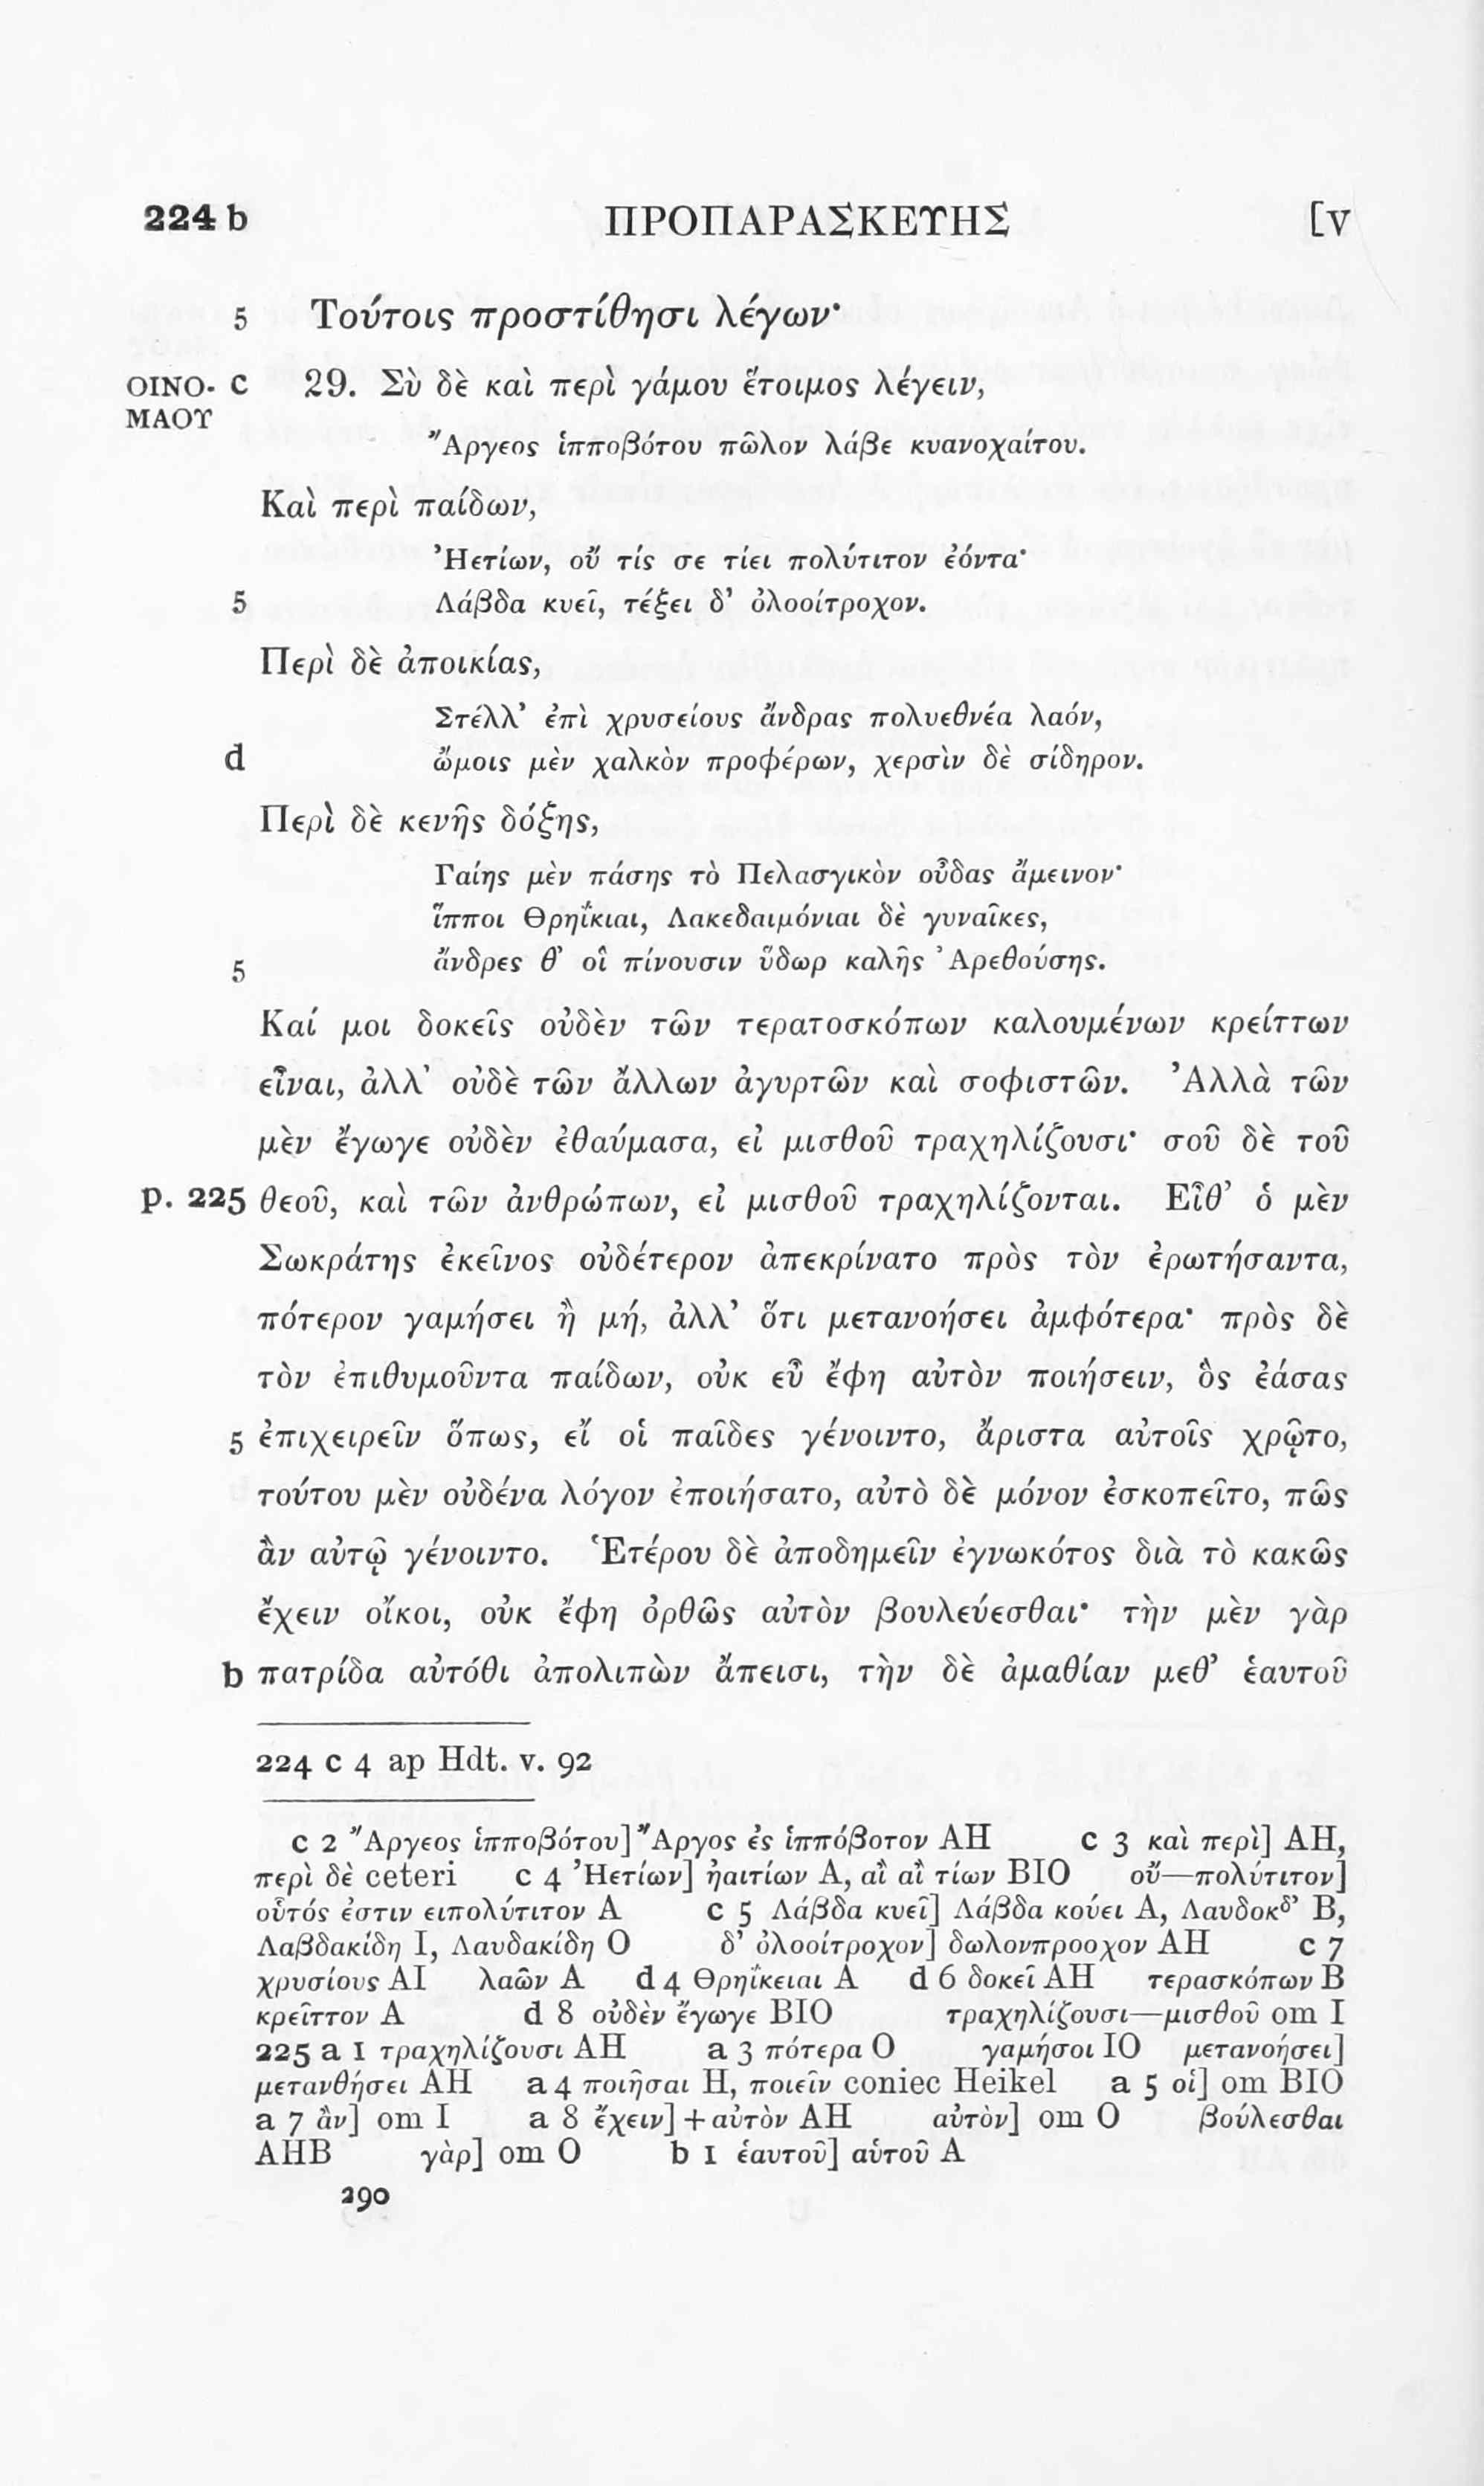 224 b ΠΡΟΠΑΡΑΣΚΕΥΗΣ [v
5 Τούτοις προστίθησι λέγων·
ΟΙΝΟ- c 29. Σὺ δὲ καὶ περὶ γάμου ἕτοιμος λέγειν,
ΜΑΟΥ
Ἄργεος ἱπποβότου πῶλον λάβε κυανοχαίτου.
Καὶ περὶ παίδων,
Ἠετίων, οὔ τίς σε τίει πολύτιτον ἐόντα·
5 Λάβδα κυεῖ, τέξει δ’ ὀλοοίτροχον.
Περὶ δὲ ἀποικίας,
Στέλλ’ ἐπὶ χρυσείους ἄνδρας πολυεθνέα λαόν,
d ὤμοις μὲν χαλκὸν προφέρων, χερσὶν δὲ σίδηρον.
Περὶ δὲ κενῆς δόξης,
Γαίης μὲν πάσης τὸ Πελασγικὸν οὖδας ἄμεινον·
ἵπποι Θρηΐκιαι, Λακεδαιμόνιαι δὲ γυναῖκες,
5 ἄνδρες θ’ οἳ πίνουσιν ὕδωρ καλῆς Ἀρεθούσης.
Καί μοι δοκεῖς οὐδὲν τῶν τερατοσκόπων καλουμένων κρείττων
εἶναι, ἀλλ’ οὐδὲ τῶν ἄλλων ἀγυρτῶν καὶ σοφιστῶν. Ἀλλὰ τῶν
μὲν ἔγωγε οὐδὲν ἐθαύμασα, εἰ μισθοῦ τραχηλίζουσι· σοῦ δὲ τοῦ
p. 225 θεοῦ, καὶ τῶν ἀνθρώπων, εἰ μισθοῦ τραχηλίζονται. Εἶθ’ ὁ μὲν
Σωκράτης ἐκεῖνος οὐδέτερον ἀπεκρίνατο πρὸς τὸν ἐρωτήσαντα,
πότερον γαμήσει ἢ μή, ἀλλ’ ὅτι μετανοήσει ἀμφότερα· πρὸς δὲ
τὸν ἐπιθυμοῦντα παίδων, οὐκ εὖ ἔφη αὐτὸν ποιήσειν, ὃς ἐάσας
5 ἐπιχειρεῖν ὅπως, εἴ οἱ παῖδες γένοιντο, ἄριστα αὐτοῖς χρῷτο,
τούτου μὲν οὐδένα λόγον ἐποιήσατο, αὐτὸ δὲ μόνον ἐσκοπεῖτο, πῶς
ἂν αὐτῷ γένοιντο. Ἑτέρου δὲ ἀποδημεῖν ἐγνωκότος διὰ τὸ κακῶς
ἔχειν οἴκοι, οὐκ ἔφη ὀρθῶς αὐτὸν βουλεύεσθαι· τὴν μὲν γὰρ
b πατρίδα αὐτόθι ἀπολιπὼν ἄπεισι, τὴν δὲ ἀμαθίαν μεθ’ ἑαυτοῦ
224 c 4 ap Hdt. v. 92
c 2 Ἄργεος ἱπποβότου] Ἄργος ἐς ἱππόβοτον AH c 3 καὶ περὶ] AH,
περὶ δὲ ceteri c 4 Ἠετίων] ἠαιτίων A, αἲ αἲ τίων BIO οὔ—πολύτιτον]
οὗτός ἐστιν ειπολύτιτον A c 5 Λάβδα κυεῖ] Λάβδα κούει A, Λαυδοκδ’ B,
Λαβδακίδη I, Λαυδακίδη O δ’ ὀλοοίτροχον] δωλονπροοχον AH c 7
χρυσίους AI λαῶν A d 4 Θρηΐκειαι A d 6 δοκεῖ AH τερασκόπων B
κρεῖττον A d 8 οὐδὲν ἔγωγε BIO τραχηλίζουσι—μισθοῦ om I
225 a 1 τραχηλίζουσι AH a 3 πότερα O γαμήσοι IO μετανοήσει]
μετανθήσει AH a 4 ποιῆσαι H, ποιεῖν coniec Heikel a 5 οἱ] om BIO
a 7 ἂν] om I a 8 ἔχειν] + αὐτὸν AH αὐτὸν] om O βούλεσθαι
AHB γὰρ] om O b 1 ἑαυτοῦ] αὑτοῦ A
290